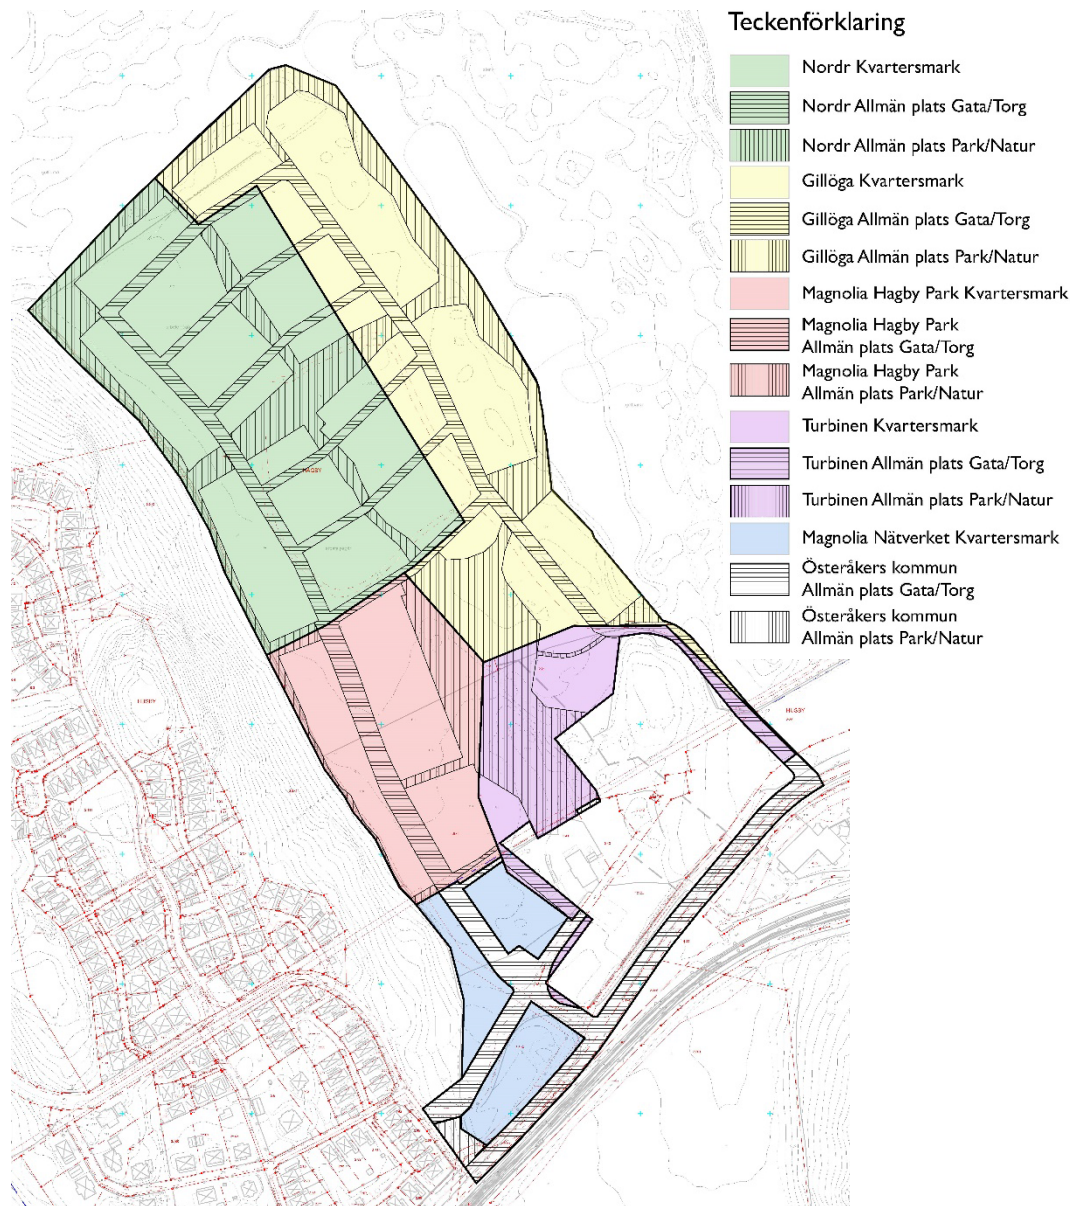 Teckenförklaring
Nordr Kvartersmark
Nordr Allmän plats Gata/Torg
Nordr Allmän plats Park/Natur
Gillöga Kvartersmark
Gillöga Allmän plats Gata/Torg
Gillöga Allmän plats Park/Natur
Magnolia Hagby Park Kvartersmark
Magnolia Hagby Park
Allmän plats Gata/Torg
Magnolia Hagby Park
Allmän plats Park/Natur
Turbinen Kvartersmark
Turbinen Allmän plats Gata/Torg
Turbinen Allmän plats Park/Natur
Magnolia Nätverket Kvartersmark
Österåkers kommun
Allmän plats Gata/Torg
Österåkers kommun
Allmän plats Park/Natur
HAGBY
HUSBY
HUSBY